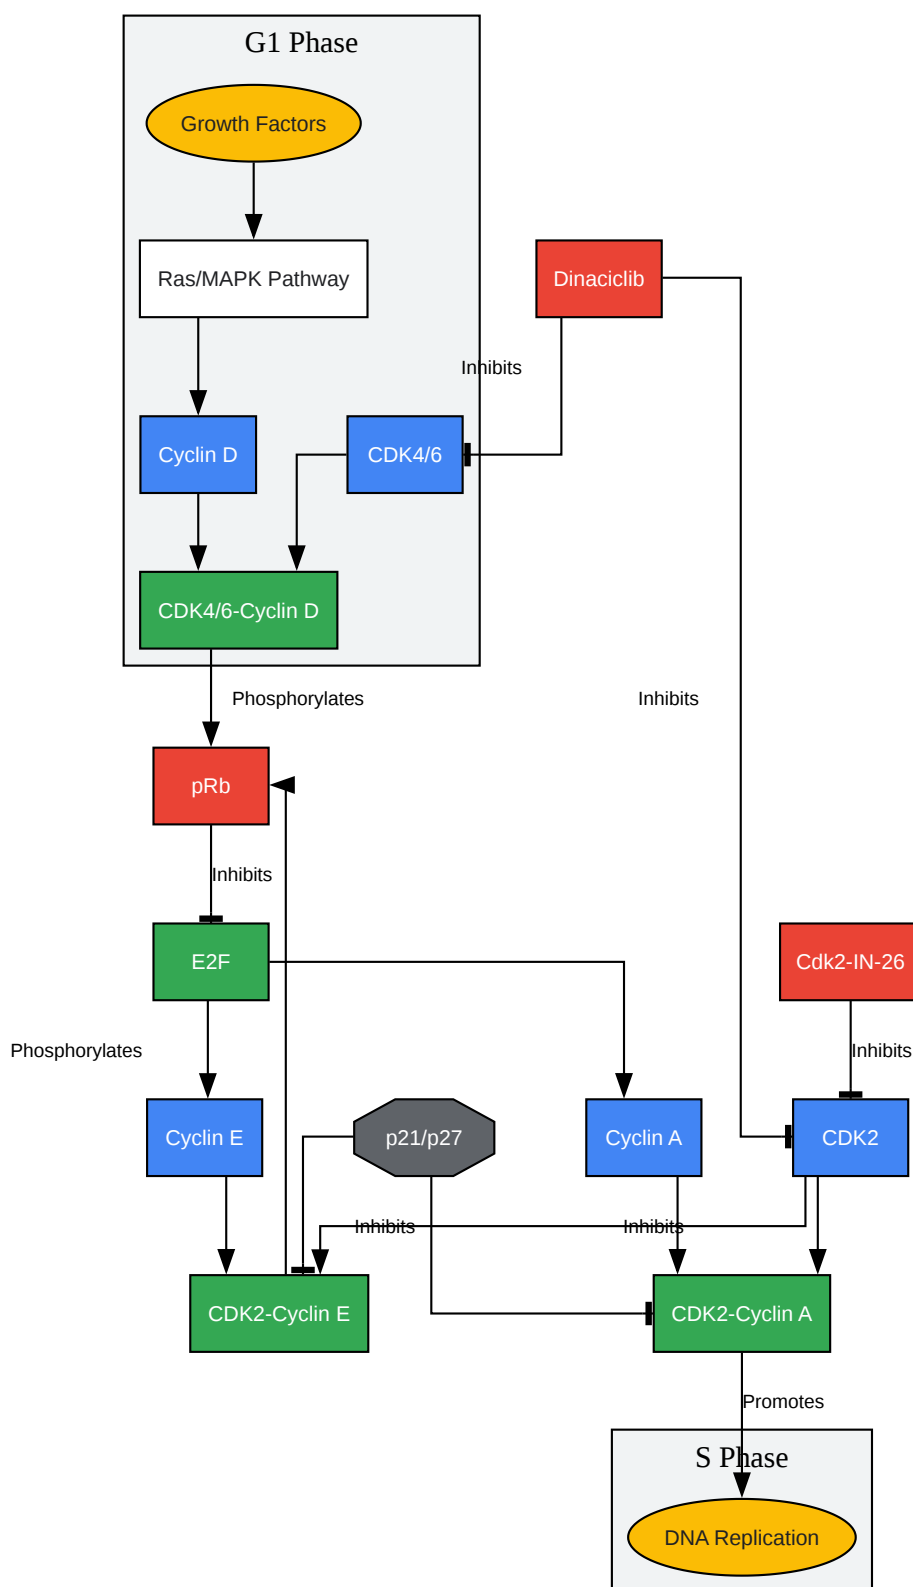 G1 Phase
Growth Factors
Ras/MAPK Pathway
Dinaciclib
Inhibits
Cyclin D
CDK4/6
CDK4/6-Cyclin D
Phosphorylates
Inhibits
pRb
Inhibits
E2F
Cdk2-IN-26
Phosphorylates
Inhibits
Cyclin E
p21/p27
Cyclin A
CDK2
Inhibits
Inhibits
CDK2-Cyclin E
CDK2-Cyclin A
Promotes
S Phase
DNA Replication